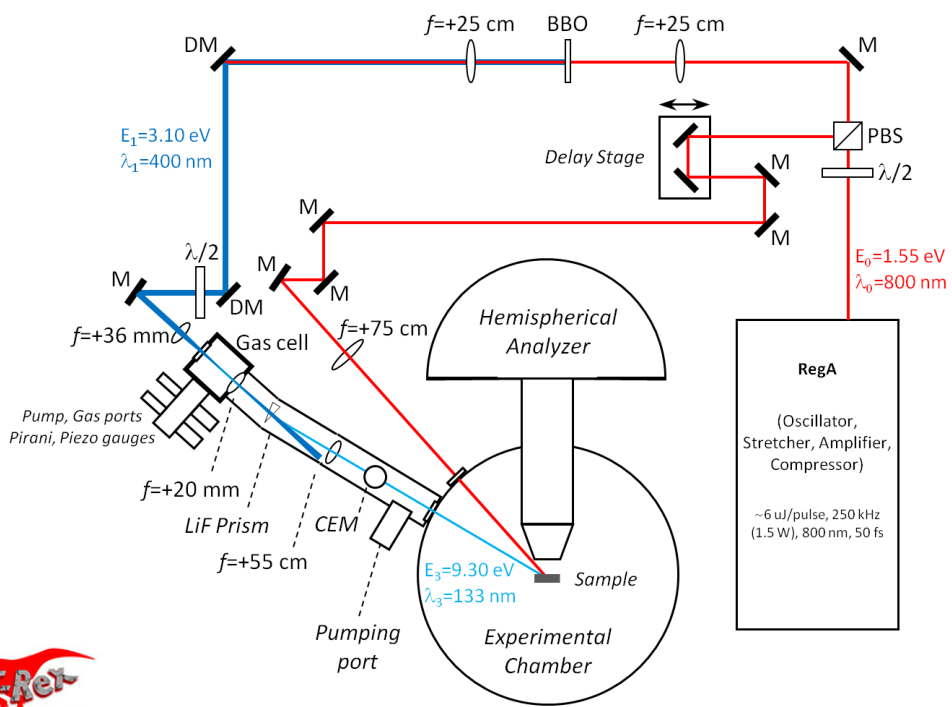 f=+25 cm
BBO
f=+25 cm
DM
M
E₁=3.10 eV
λ₁=400 nm
Delay Stage
PBS
M
λ/2
M
M
λ/2
M
M
DM
M
E₀=1.55 eV
λ₀=800 nm
f=+36 mm
Gas cell
f=+75 cm
Hemispherical
Analyzer
RegA
(Oscillator,
Stretcher, Amplifier,
Compressor)
~6 uJ/pulse, 250 kHz
(1.5 W), 800 nm, 50 fs
Pump, Gas ports
Pirani, Piezo gauges
f=+20 mm
LiF Prism
CEM
f=+55 cm
E₃=9.30 eV
λ₃=133 nm
Sample
Pumping
port
Experimental
Chamber